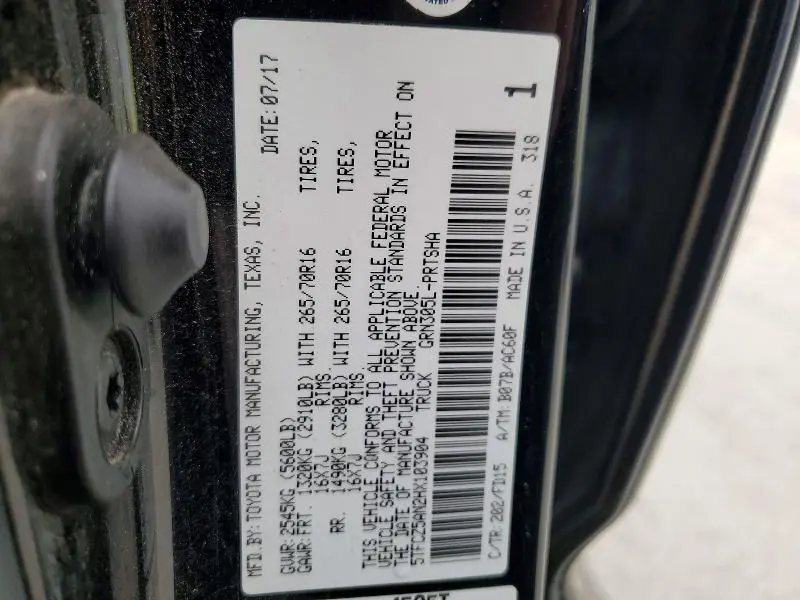 MFD.BY:TOYOTA MOTOR MANUFACTURING, TEXAS, INC. DATE:07/17
GVWR:2545KG (5600LB)
GAWR:FRT. 1320KG (2910LB) WITH 265/70R16 TIRES,
16X7J RIMS.
RR. 1490KG (3280LB) WITH 265/70R16 TIRES,
16X7J RIMS.
THIS VEHICLE CONFORMS TO ALL APPLICABLE FEDERAL MOTOR
VEHICLE SAFETY AND THEFT PREVENTION STANDARDS IN EFFECT ON
THE DATE OF MANUFACTURE SHOWN ABOVE.
5TFCZ5AN2HX103904 TRUCK GRN305L-PRTSHA
C/TR:202/FD15 A/TM:B07B/AC60F MADE IN U.S.A. 318
1